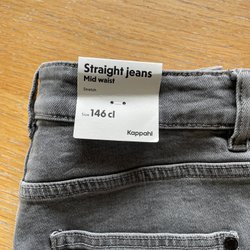 Straight jeans
Mid waist
Stretch
Size 146 cl
Kappahl